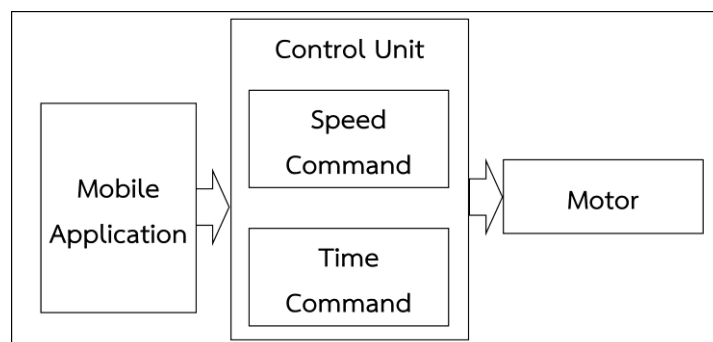 Control Unit
Speed
Command
Mobile
Application
Motor
Time
Command